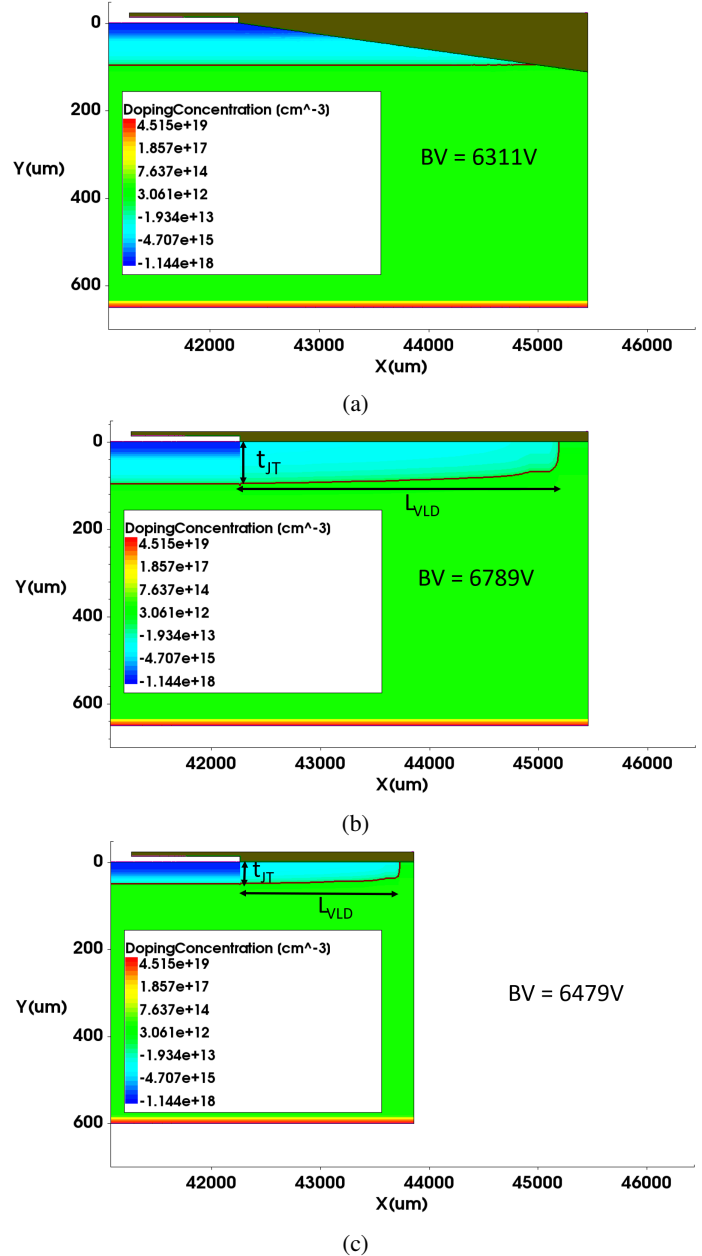 0
200
Y(um)
400
600
DopingConcentration (cm^-3)
4.515e+19
1.857e+17
7.637e+14
3.061e+12
-1.934e+13
-4.707e+15
-1.144e+18
BV = 6311V
42000 43000 44000 45000 46000
X(um)
(a)
0
200
Y(um)
400
600
tJT
LVLD
DopingConcentration (cm^-3)
4.515e+19
1.857e+17
7.637e+14
3.061e+12
-1.934e+13
-4.707e+15
-1.144e+18
BV = 6789V
42000 43000 44000 45000 46000
X(um)
(b)
0
200
Y(um)
400
600
tJT
LVLD
DopingConcentration (cm^-3)
4.515e+19
1.857e+17
7.637e+14
3.061e+12
-1.934e+13
-4.707e+15
-1.144e+18
BV = 6479V
42000 43000 44000 45000 46000
X(um)
(c)